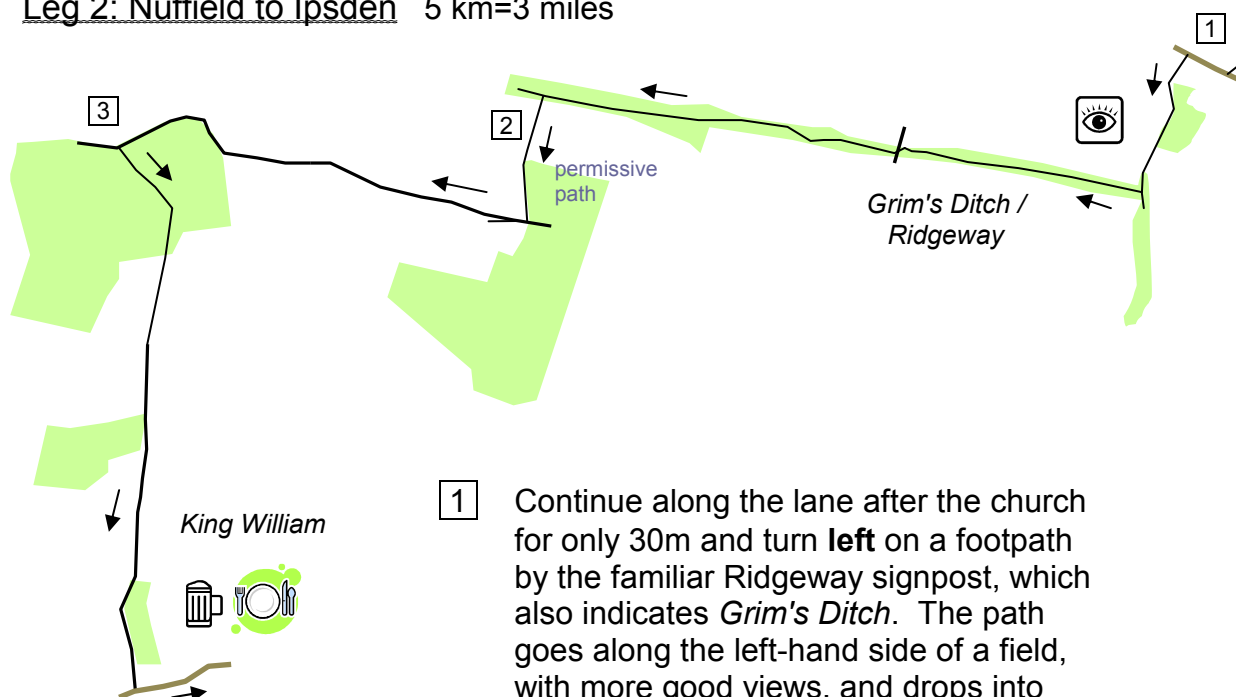 Leg 2: Nuffield to Ipsden   5 km=3 miles
1
3
2
permissive
path
Grim's Ditch /
Ridgeway
King William
1 Continue along the lane after the church
for only 30m and turn left on a footpath
by the familiar Ridgeway signpost, which
also indicates Grim's Ditch.  The path
goes along the left-hand side of a field,
with more good views, and drops into